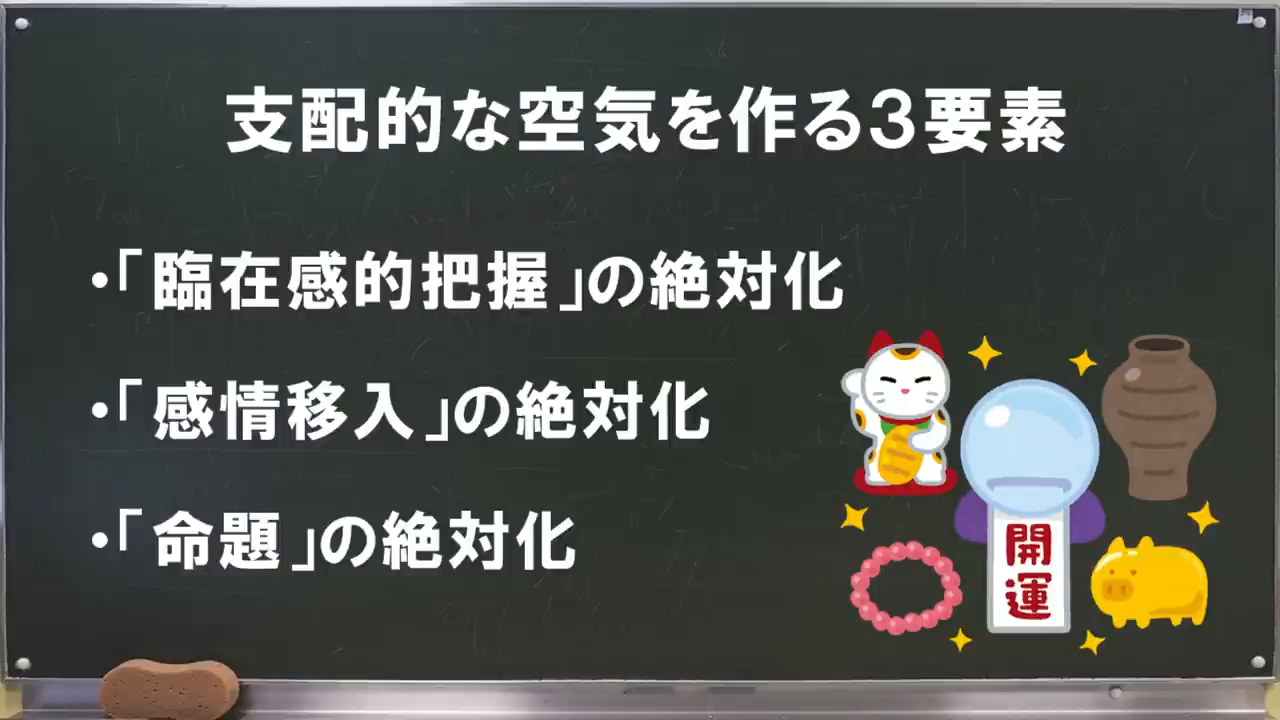 支配的な空気を作る3要素
・「臨在感的把握」の絶対化
・「感情移入」の絶対化
・「命題」の絶対化
開運